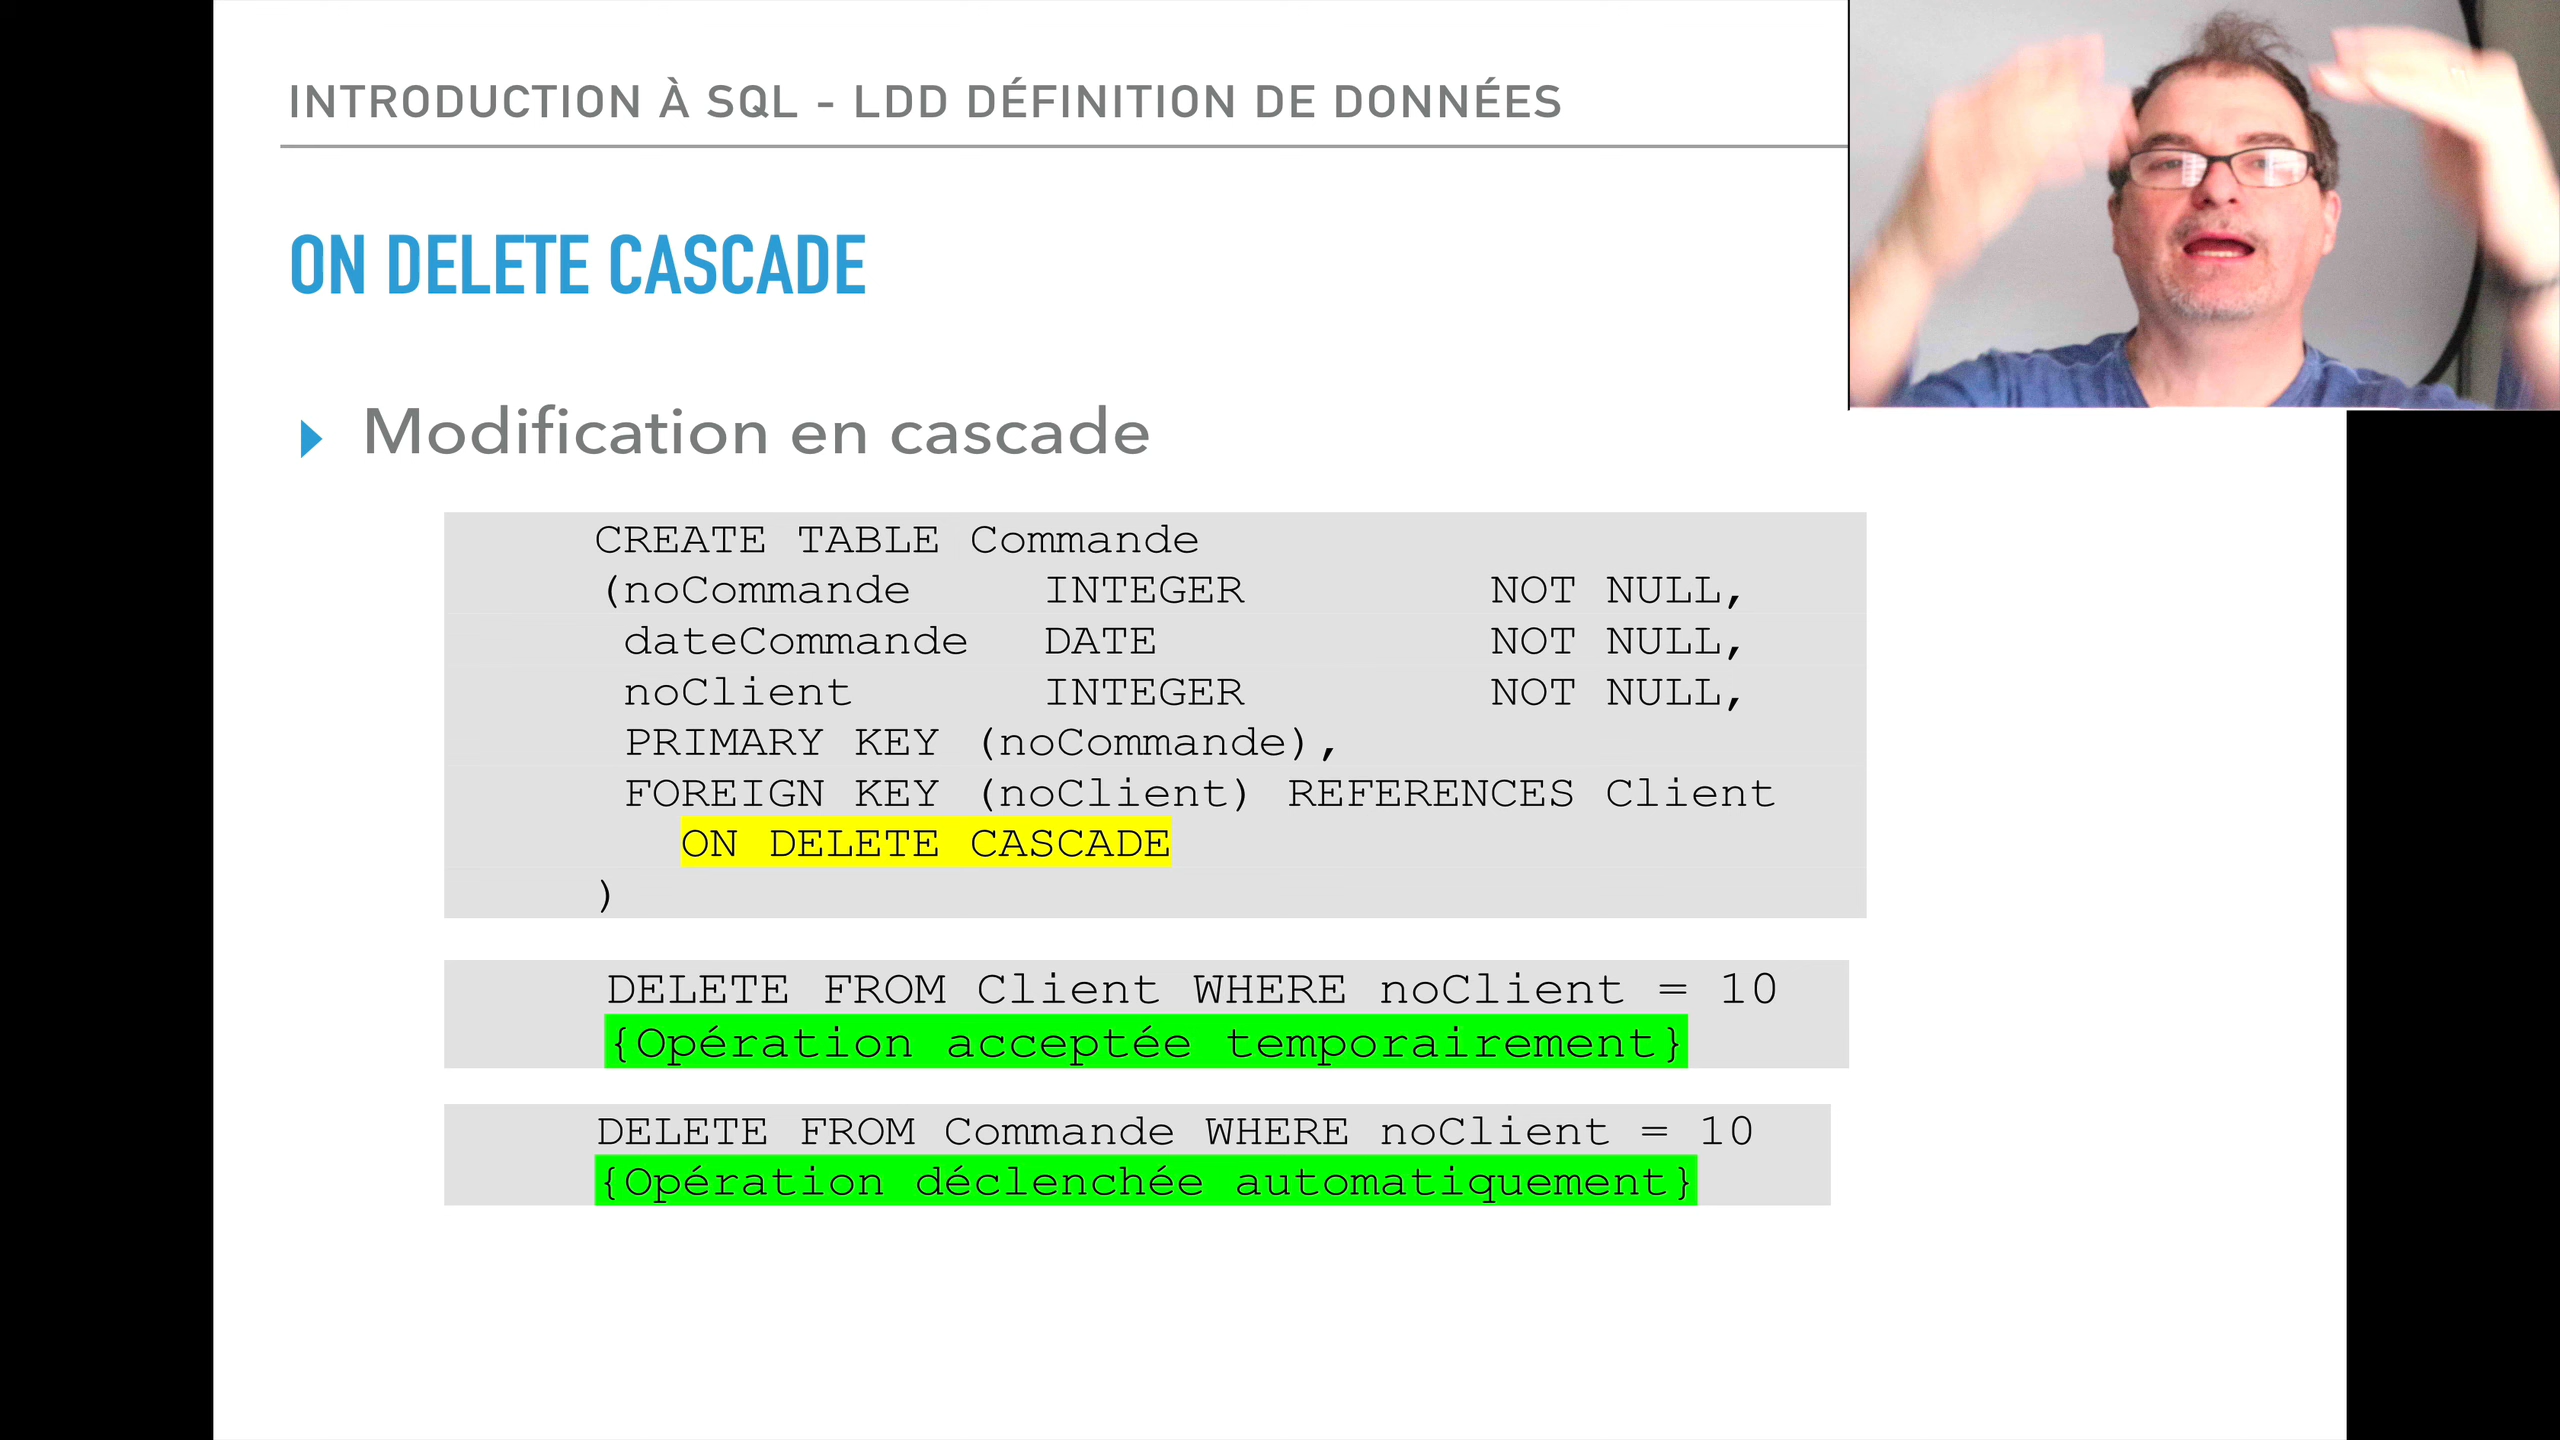 INTRODUCTION À SQL - LDD DÉFINITION DE DONNÉES
ON DELETE CASCADE
Modification en cascade
CREATE TABLE Commande
(noCommande INTEGER NOT NULL,
dateCommande DATE NOT NULL,
noClient INTEGER NOT NULL,
PRIMARY KEY (noCommande),
FOREIGN KEY (noClient) REFERENCES Client
ON DELETE CASCADE
)
DELETE FROM Client WHERE noClient = 10
{Opération acceptée temporairement}
DELETE FROM Commande WHERE noClient = 10
{Opération déclenchée automatiquement}